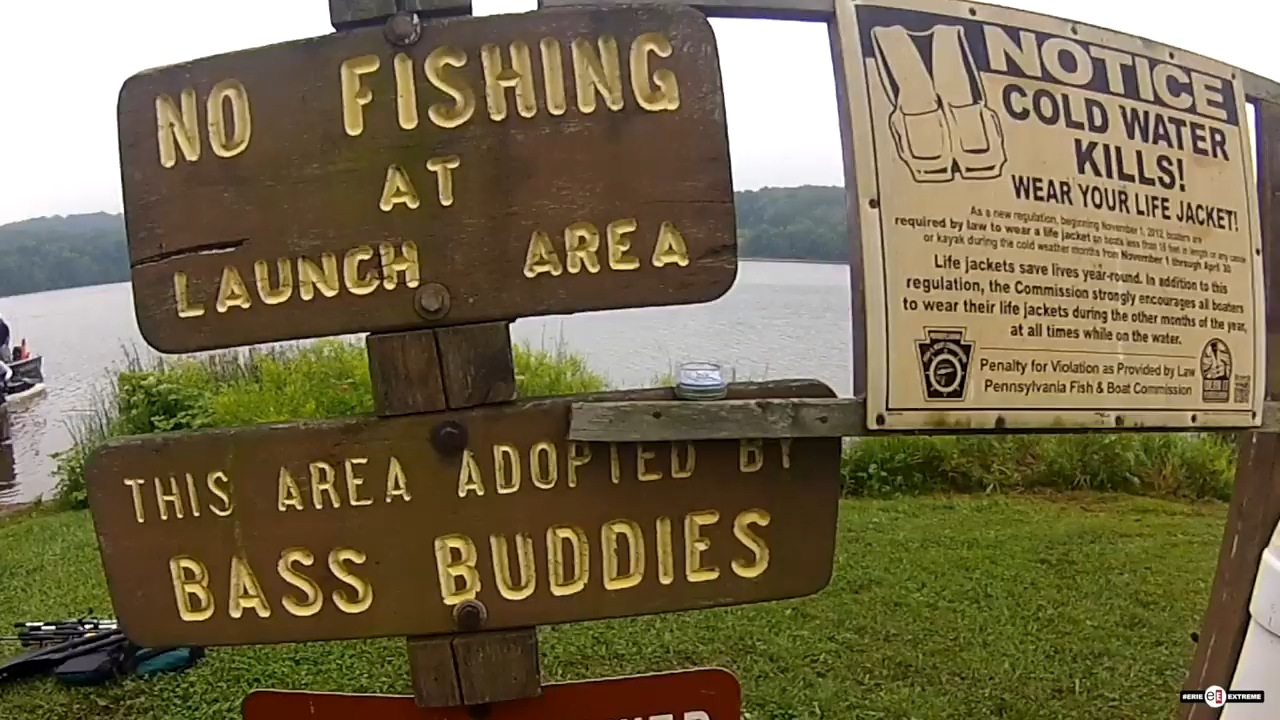 NO FISHING
AT
LAUNCH AREA
THIS AREA ADOPTED BY
BASS BUDDIES
NOTICE
COLD WATER
KILLS!
WEAR YOUR LIFE JACKET!
As a new regulation, beginning November 1, 2012, boaters are
required by law to wear a life jacket on boats less than 16 feet in length or any canoe
or kayak during the cold weather months from November 1 through April 30.
Life jackets save lives year-round. In addition to this
regulation, the Commission strongly encourages all boaters
to wear their life jackets during the other months of the year,
at all times while on the water.
Penalty for Violation as Provided by Law
Pennsylvania Fish & Boat Commission
#ERIE EXTREME